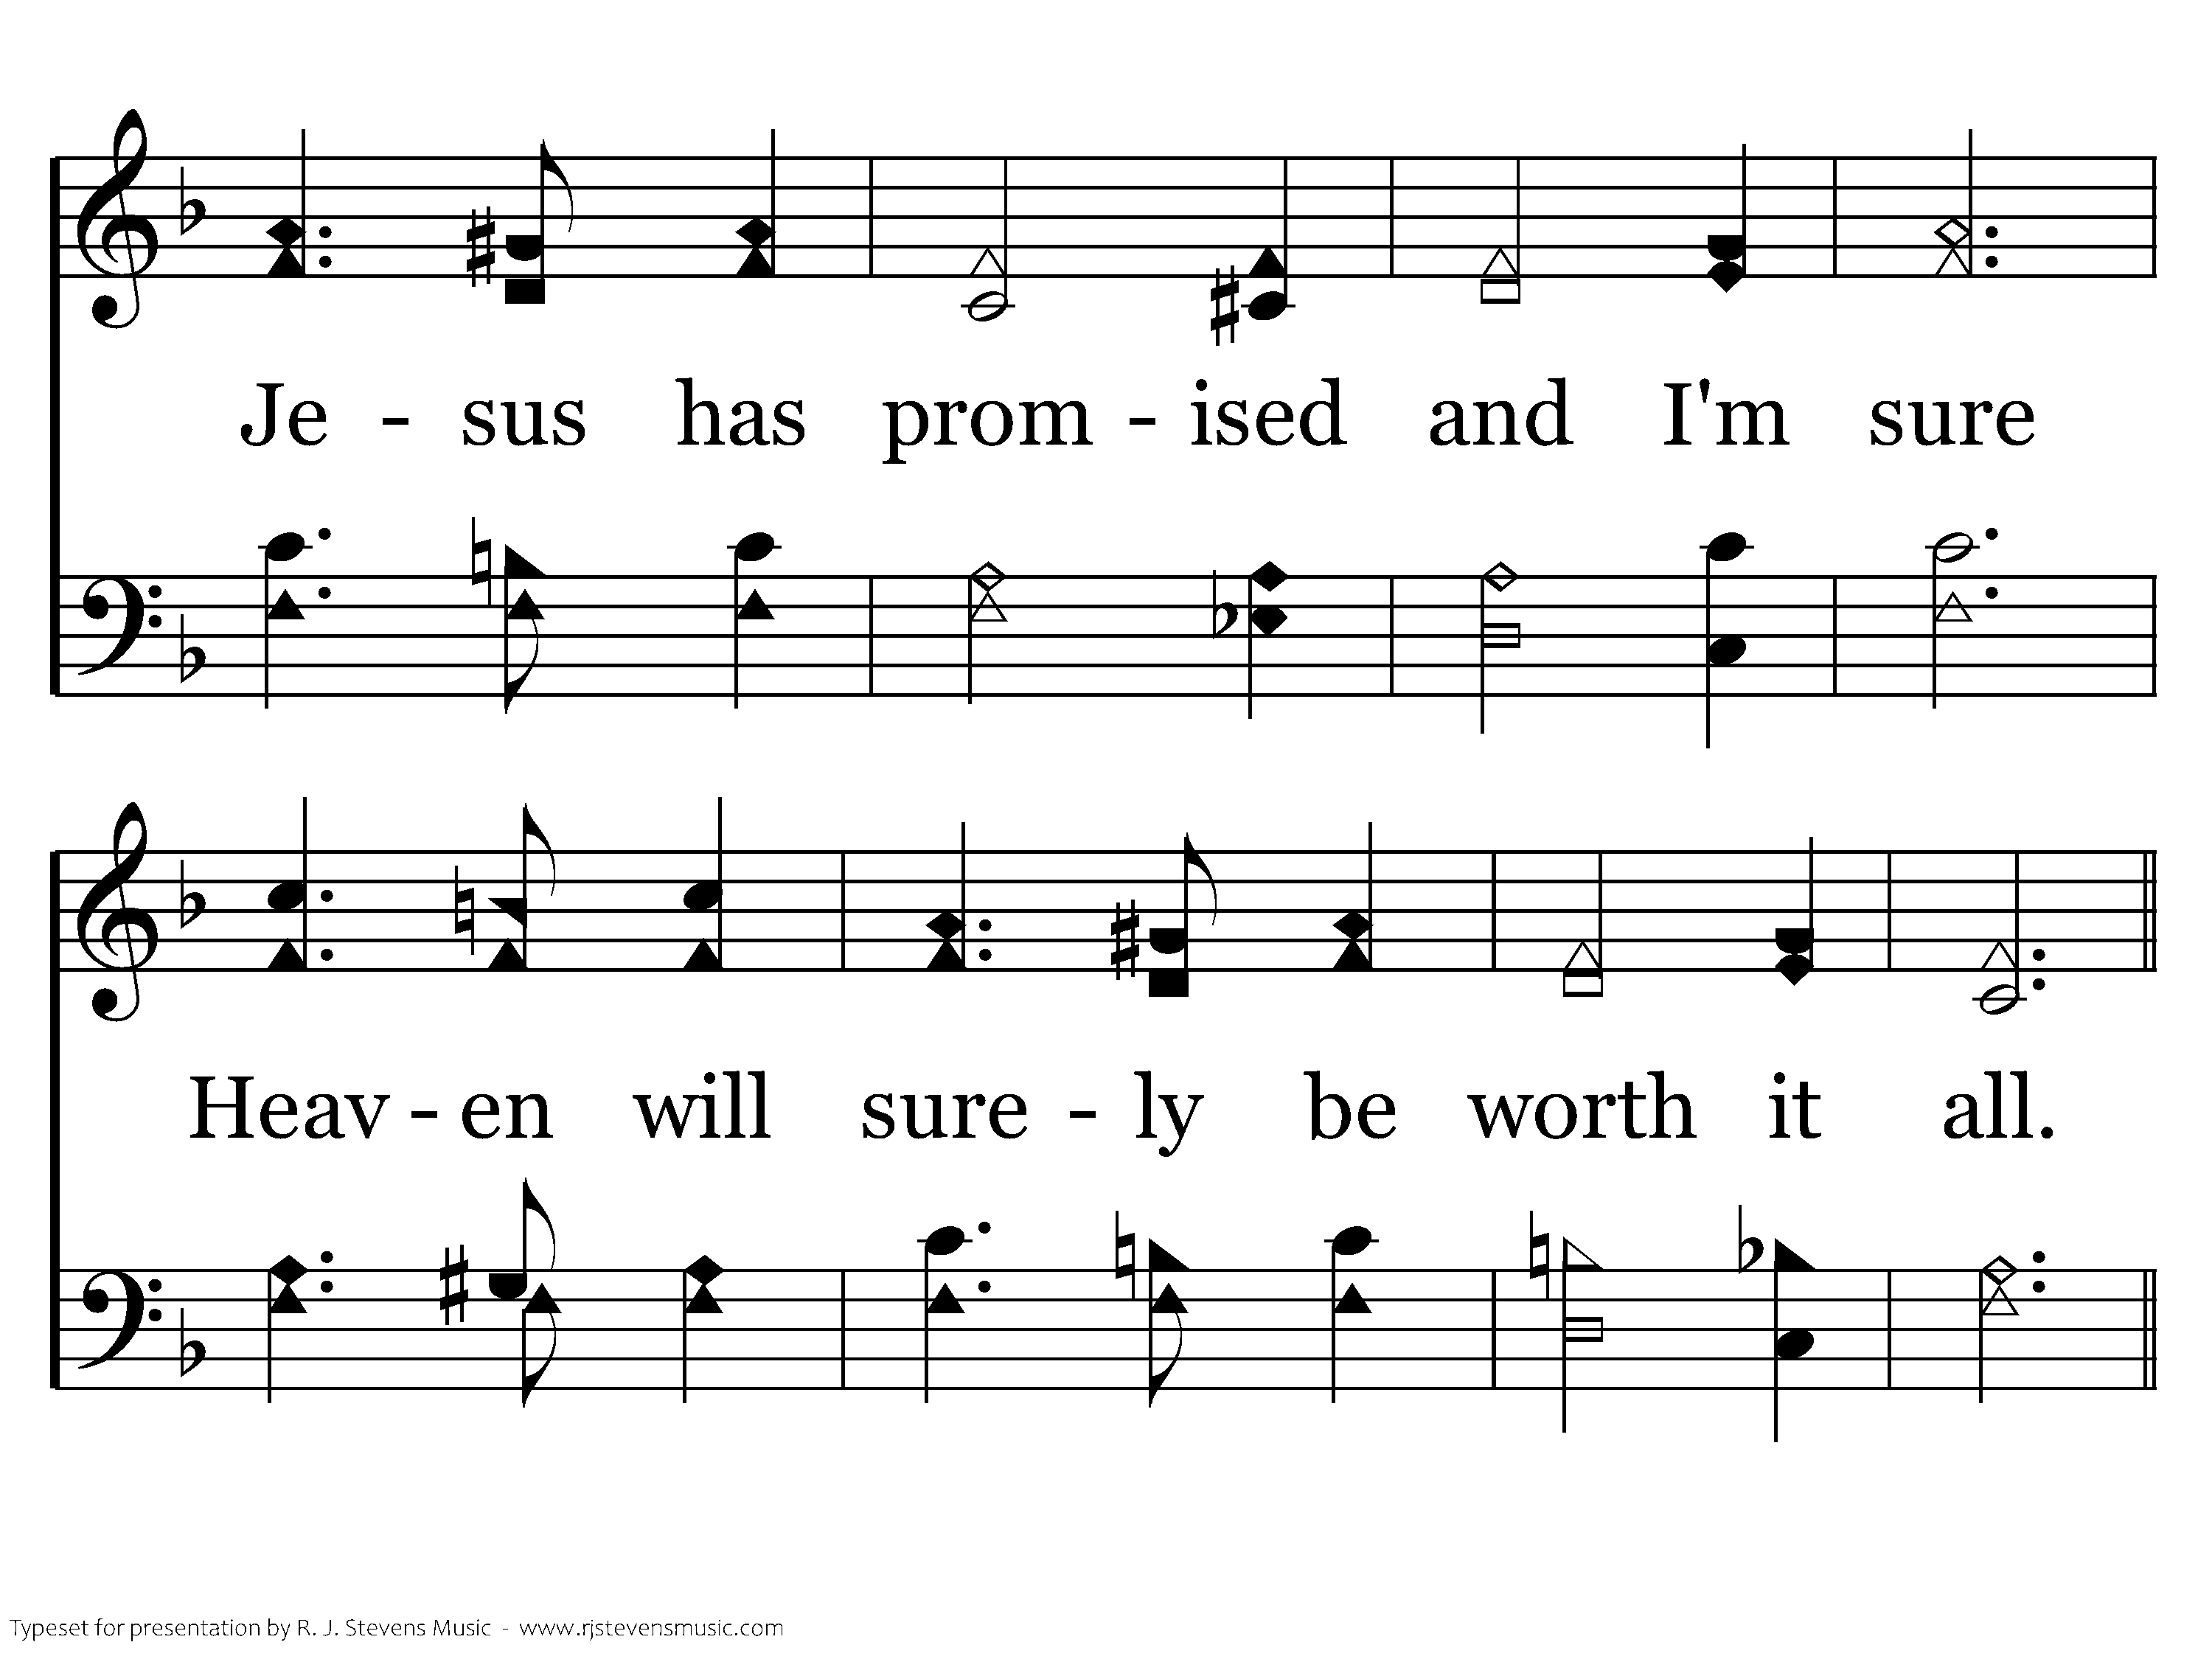 Je - sus has prom - ised and I'm sure
Heav - en will sure - ly be worth it all.
Typeset for presentation by R. J. Stevens Music - www.rjstevensmusic.com